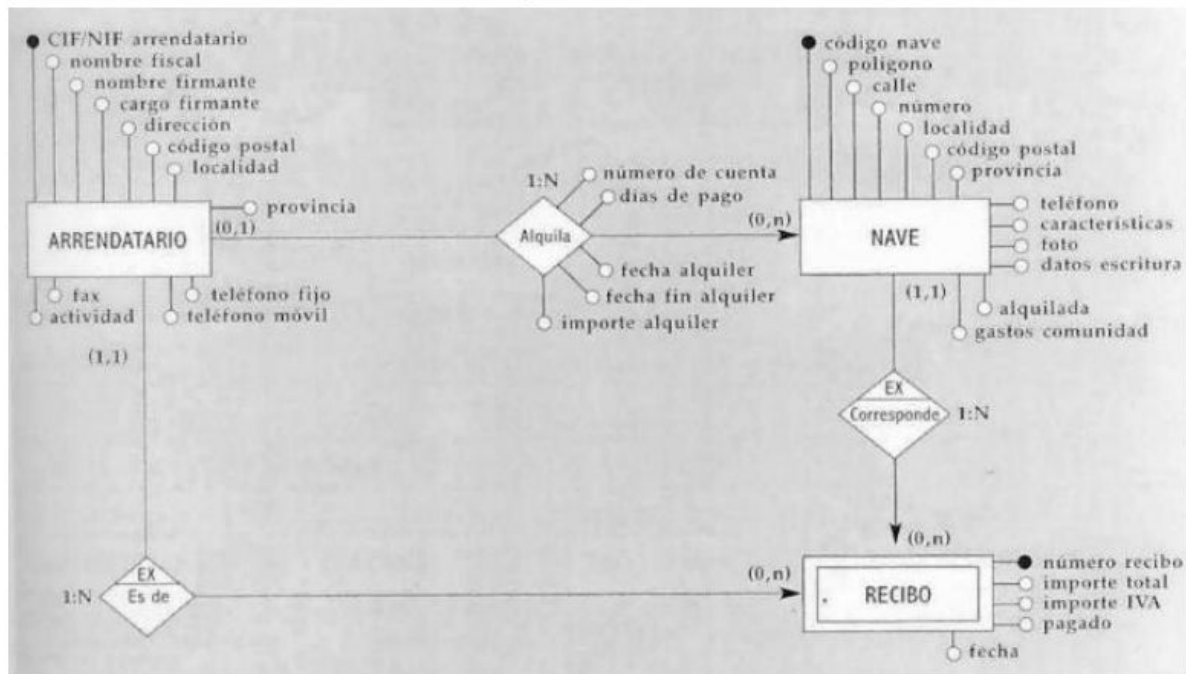 CIF/NIF arrendatario
nombre fiscal
nombre firmante
cargo firmante
dirección
código postal
localidad
provincia
ARRENDATARIO
(0,1)
fax
actividad
teléfono fijo
teléfono móvil
(1,1)
1:N
número de cuenta
días de pago
Alquila
(0,n)
fecha alquiler
fecha fin alquiler
importe alquiler
código nave
polígono
calle
número
localidad
código postal
provincia
NAVE
teléfono
características
foto
datos escritura
(1,1)
alquilada
gastos comunidad
EX
Corresponde
1:N
(0,n)
EX
Es de
1:N
(0,n)
RECIBO
número recibo
importe total
importe IVA
pagado
fecha